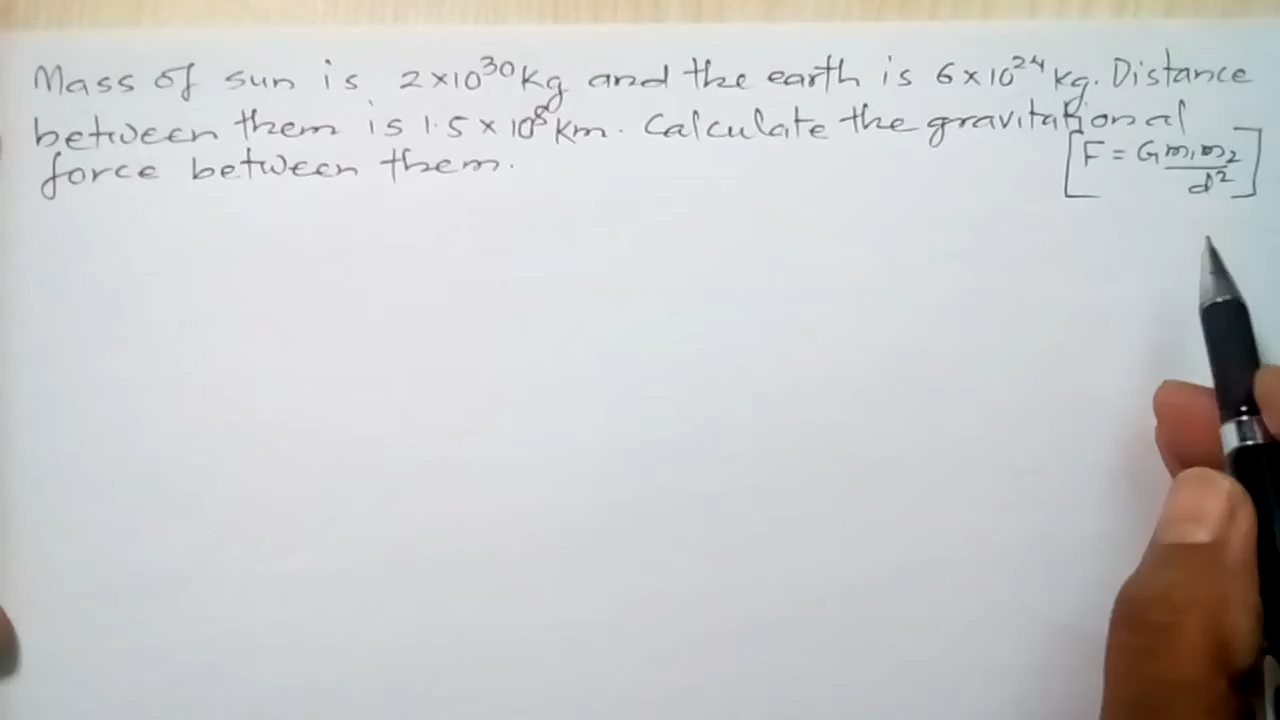 Mass of sun is 2×10³⁰ kg and the earth is 6×10²⁴ kg. Distance
between them is 1.5×10⁸ km. Calculate the gravitational
force between them.
[F = G m₁m₂/d²]